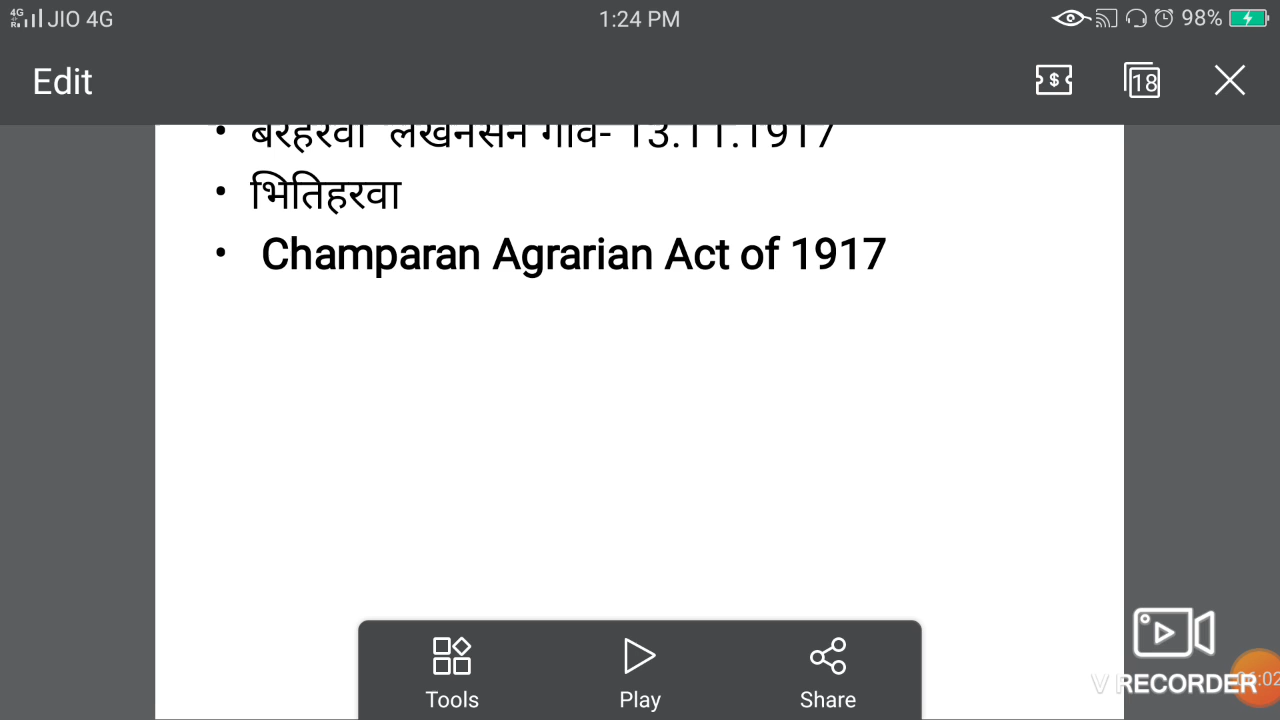 4G
R
JIO 4G
1:24 PM
98%
Edit
$
18
• बरहरवा लखनसेन गांव- 13.11.1917
• भितिहरवा
• Champaran Agrarian Act of 1917
Tools
Play
Share
V RECORDER